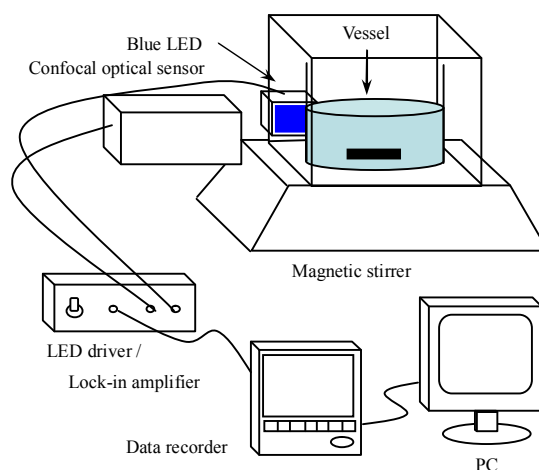 Vessel
Blue LED
Confocal optical sensor
Magnetic stirrer
LED driver /
Lock-in amplifier
Data recorder
PC